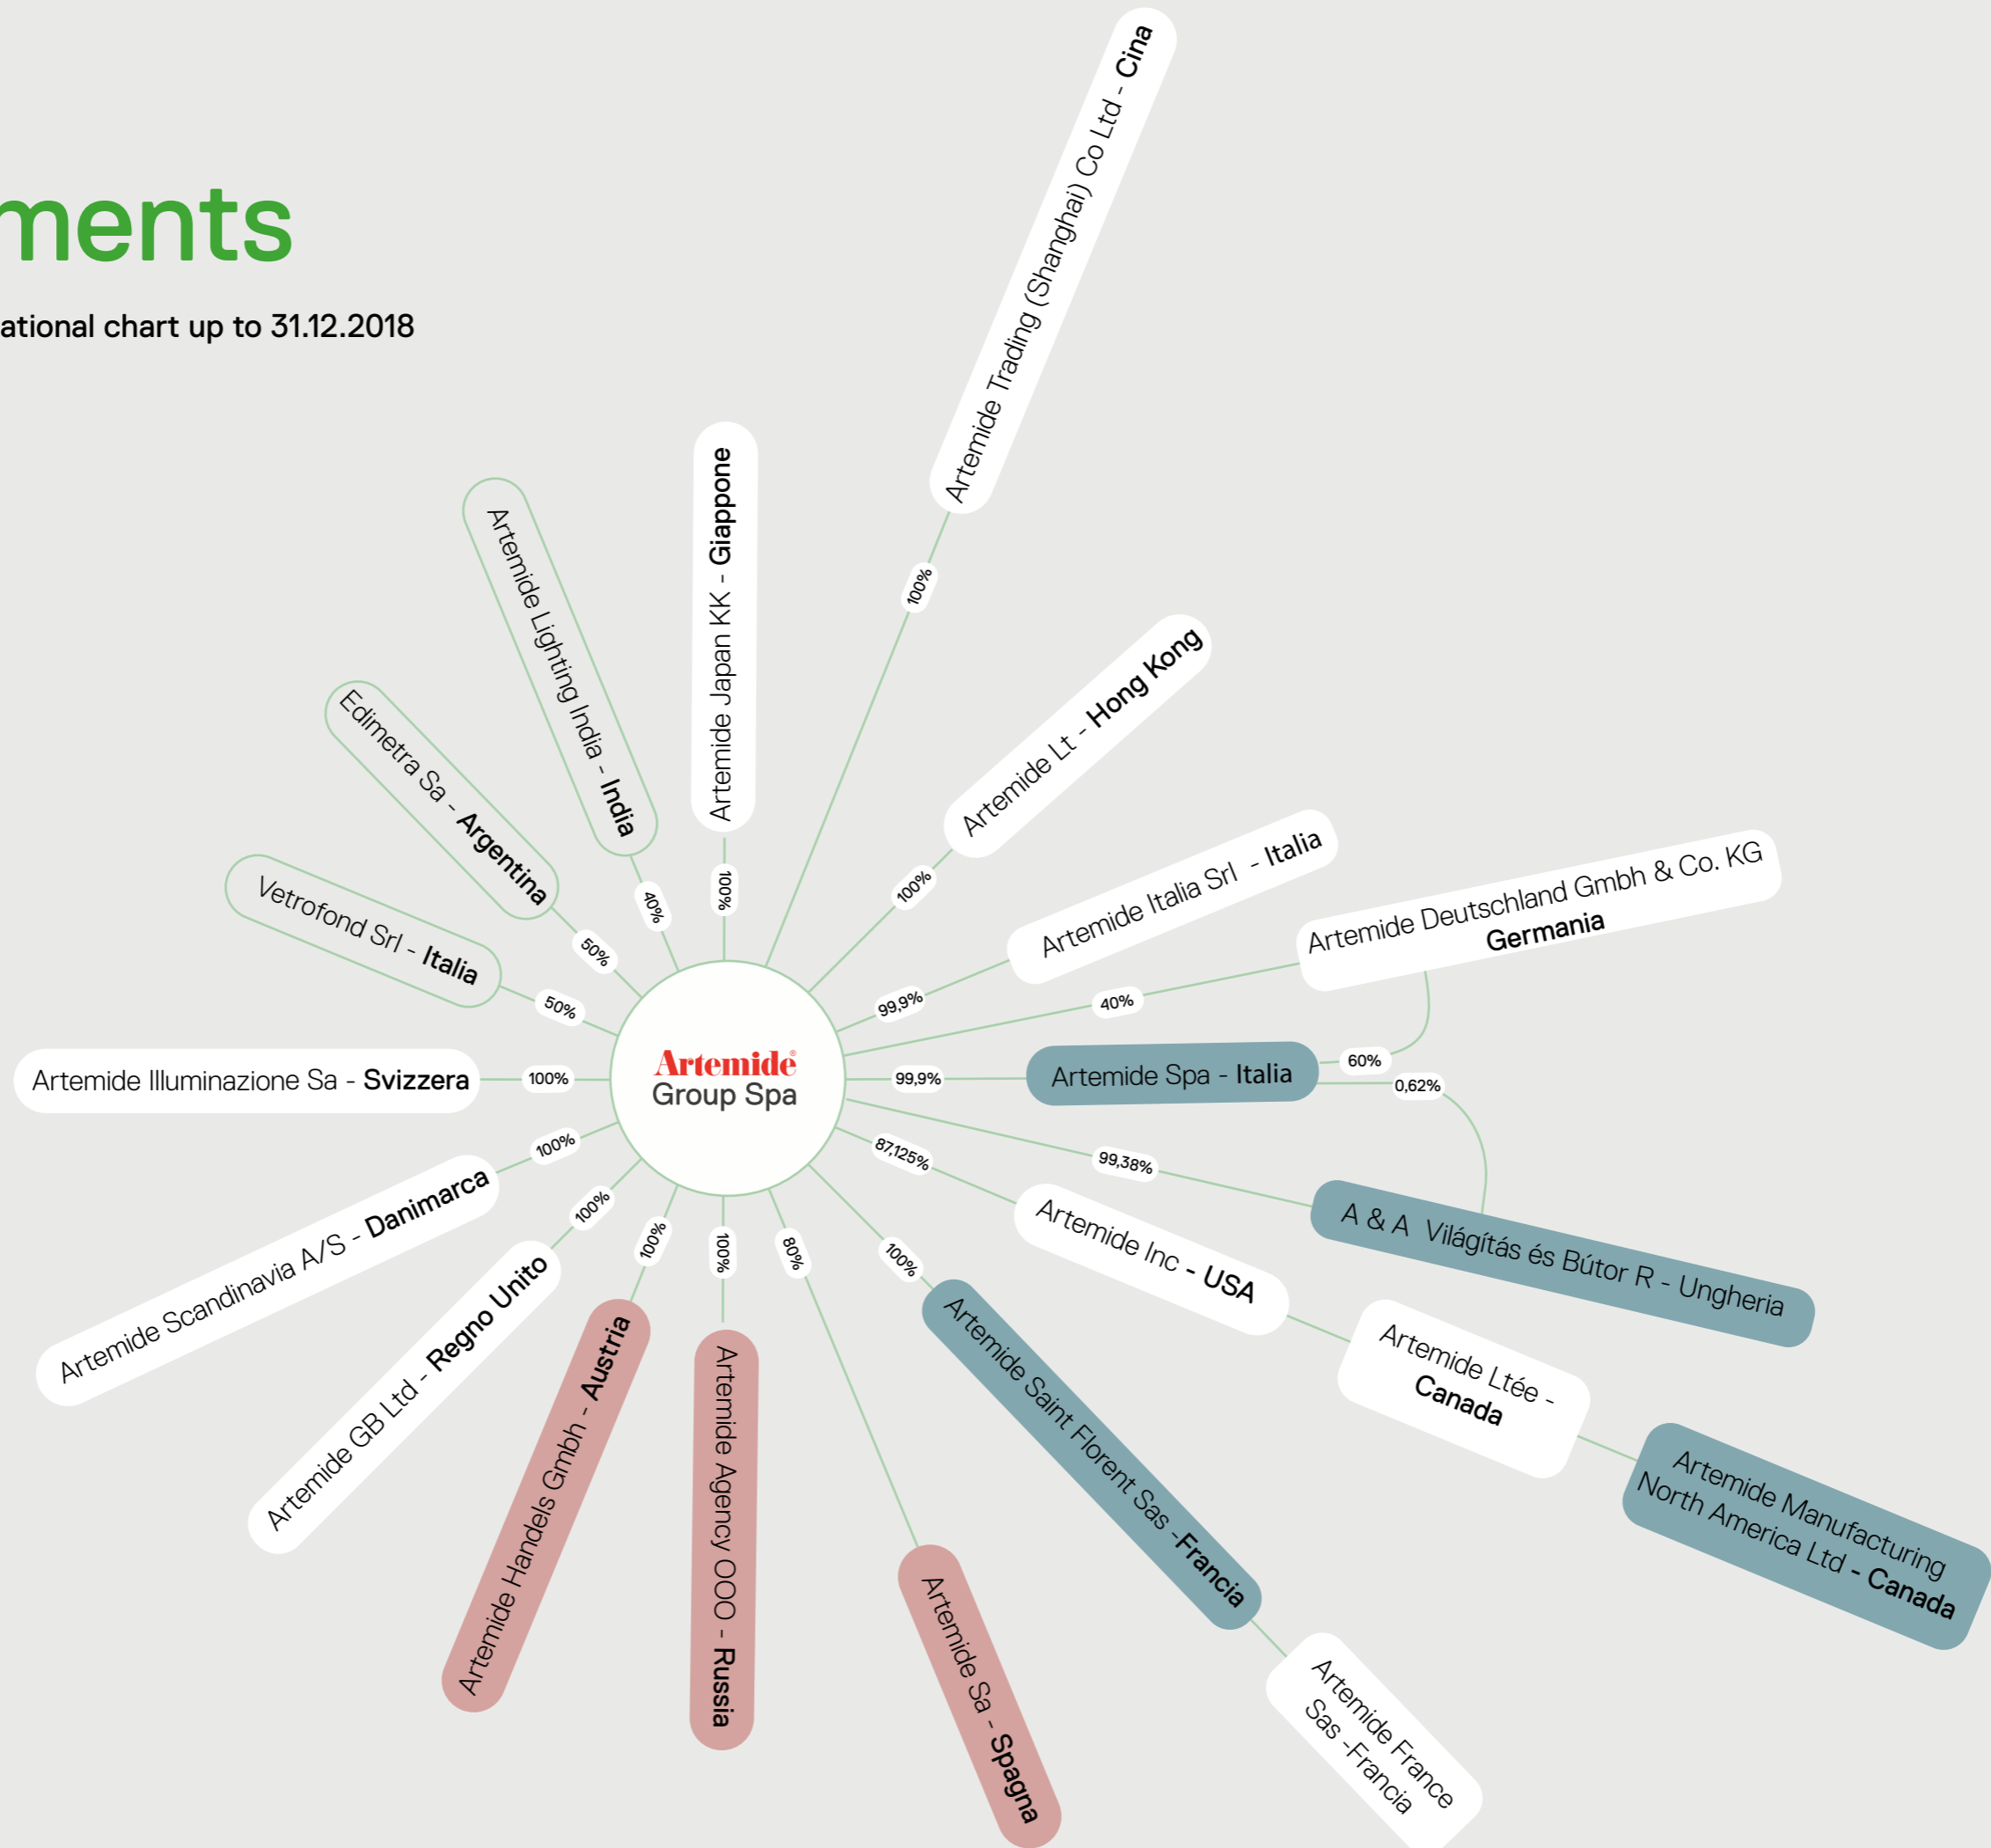 ments
ational chart up to 31.12.2018
Artemide Trading (Shanghai) Co Ltd - Cina
100%
Artemide Japan KK - Giappone
100%
Artemide Lighting India - India
40%
Edimetra Sa - Argentina
50%
Vetrofond Srl - Italia
50%
Artemide Illuminazione Sa - Svizzera
100%
Artemide Scandinavia A/S - Danimarca
100%
Artemide GB Ltd - Regno Unito
100%
Artemide Handels Gmbh - Austria
100%
Artemide Agency OOO - Russia
100%
Artemide Sa - Spagna
80%
Artemide Saint Florent Sas -Francia
100%
Artemide France
Sas -Francia
Artemide Inc - USA
87,125%
Artemide Ltée -
Canada
Artemide Manufacturing
North America Ltd - Canada
A & A Világítás és Bútor R - Ungheria
99,38%
0,62%
Artemide Spa - Italia
99,9%
60%
Artemide Deutschland Gmbh & Co. KG
Germania
40%
Artemide Italia Srl - Italia
99,9%
Artemide Lt - Hong Kong
100%
Artemide®
Group Spa